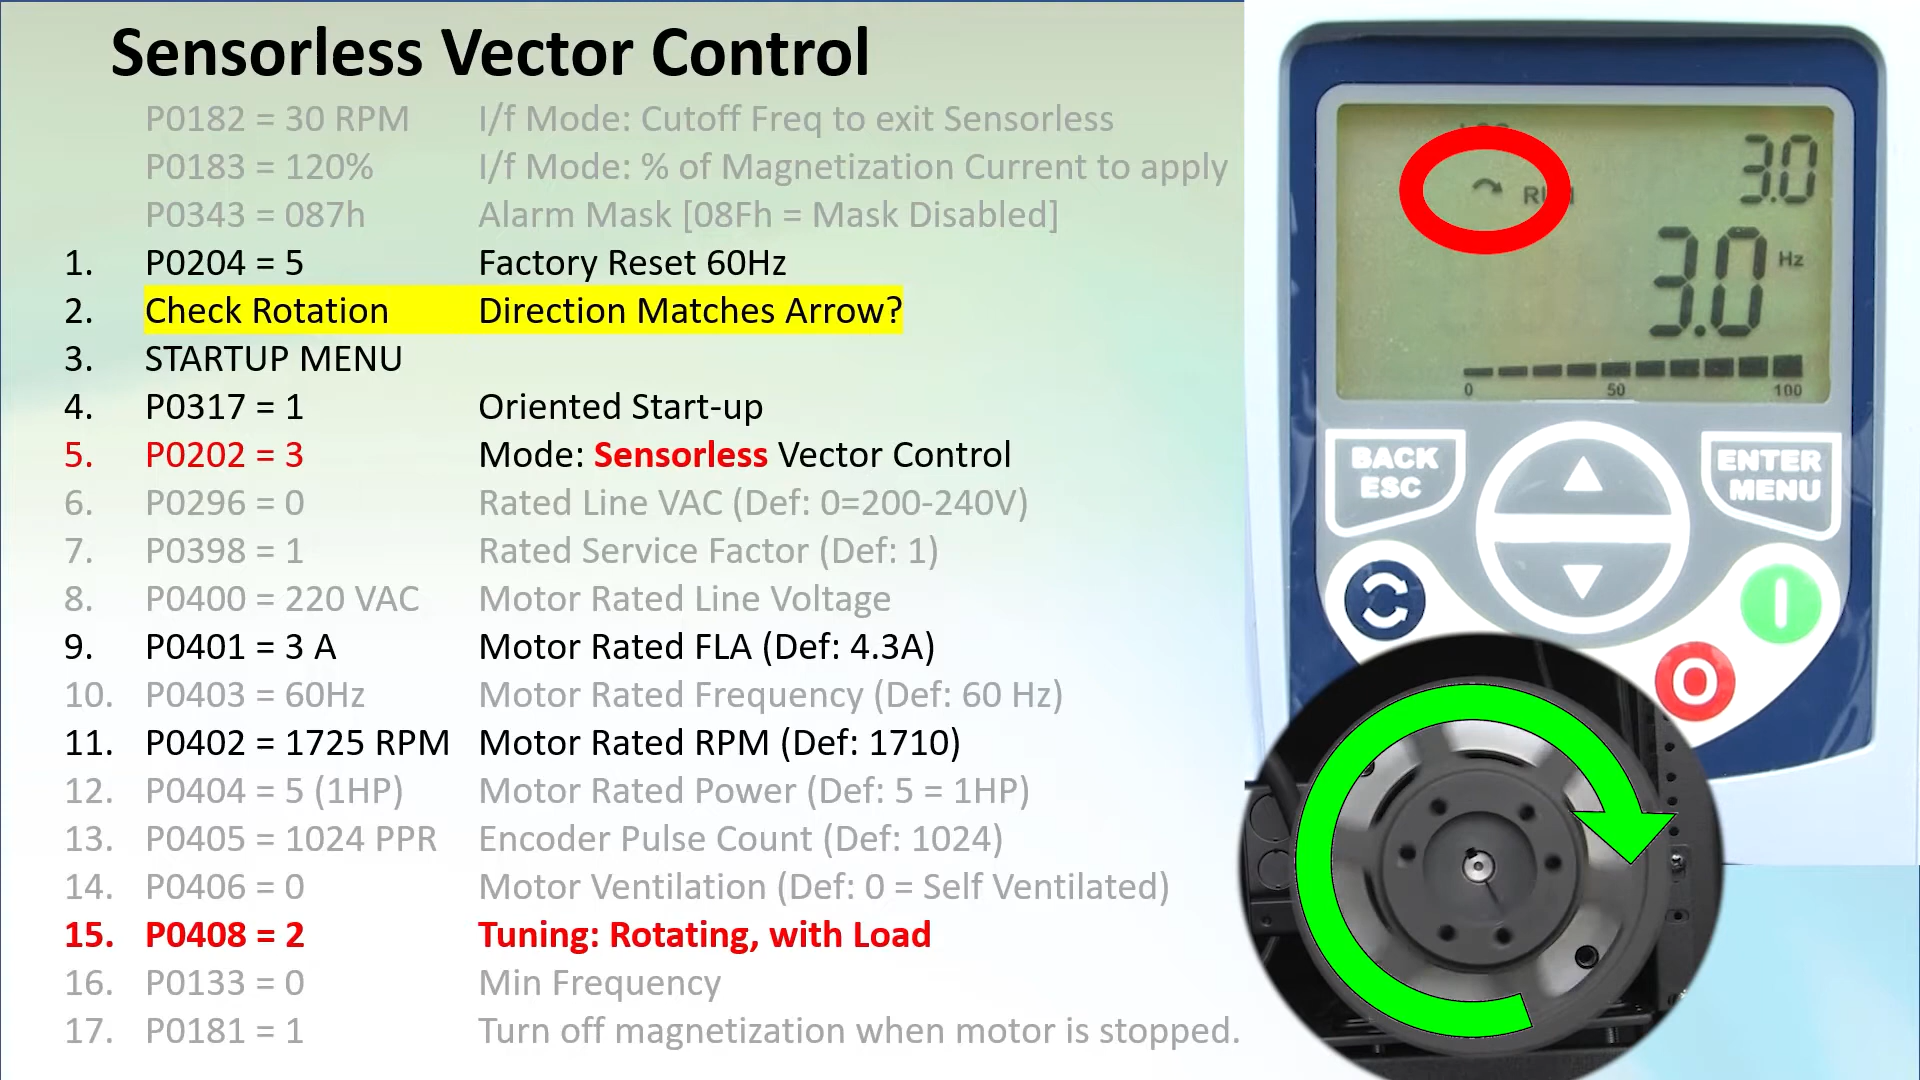 Sensorless Vector Control
P0182 = 30 RPM I/f Mode: Cutoff Freq to exit Sensorless
P0183 = 120% I/f Mode: % of Magnetization Current to apply
P0343 = 087h Alarm Mask [08Fh = Mask Disabled]
1. P0204 = 5 Factory Reset 60Hz
2. Check Rotation Direction Matches Arrow?
3. STARTUP MENU
4. P0317 = 1 Oriented Start-up
5. P0202 = 3 Mode: Sensorless Vector Control
6. P0296 = 0 Rated Line VAC (Def: 0=200-240V)
7. P0398 = 1 Rated Service Factor (Def: 1)
8. P0400 = 220 VAC Motor Rated Line Voltage
9. P0401 = 3 A Motor Rated FLA (Def: 4.3A)
10. P0403 = 60Hz Motor Rated Frequency (Def: 60 Hz)
11. P0402 = 1725 RPM Motor Rated RPM (Def: 1710)
12. P0404 = 5 (1HP) Motor Rated Power (Def: 5 = 1HP)
13. P0405 = 1024 PPR Encoder Pulse Count (Def: 1024)
14. P0406 = 0 Motor Ventilation (Def: 0 = Self Ventilated)
15. P0408 = 2 Tuning: Rotating, with Load
16. P0133 = 0 Min Frequency
17. P0181 = 1 Turn off magnetization when motor is stopped.
3.0
3.0 Hz
0 50 100
BACK
ESC
ENTER
MENU